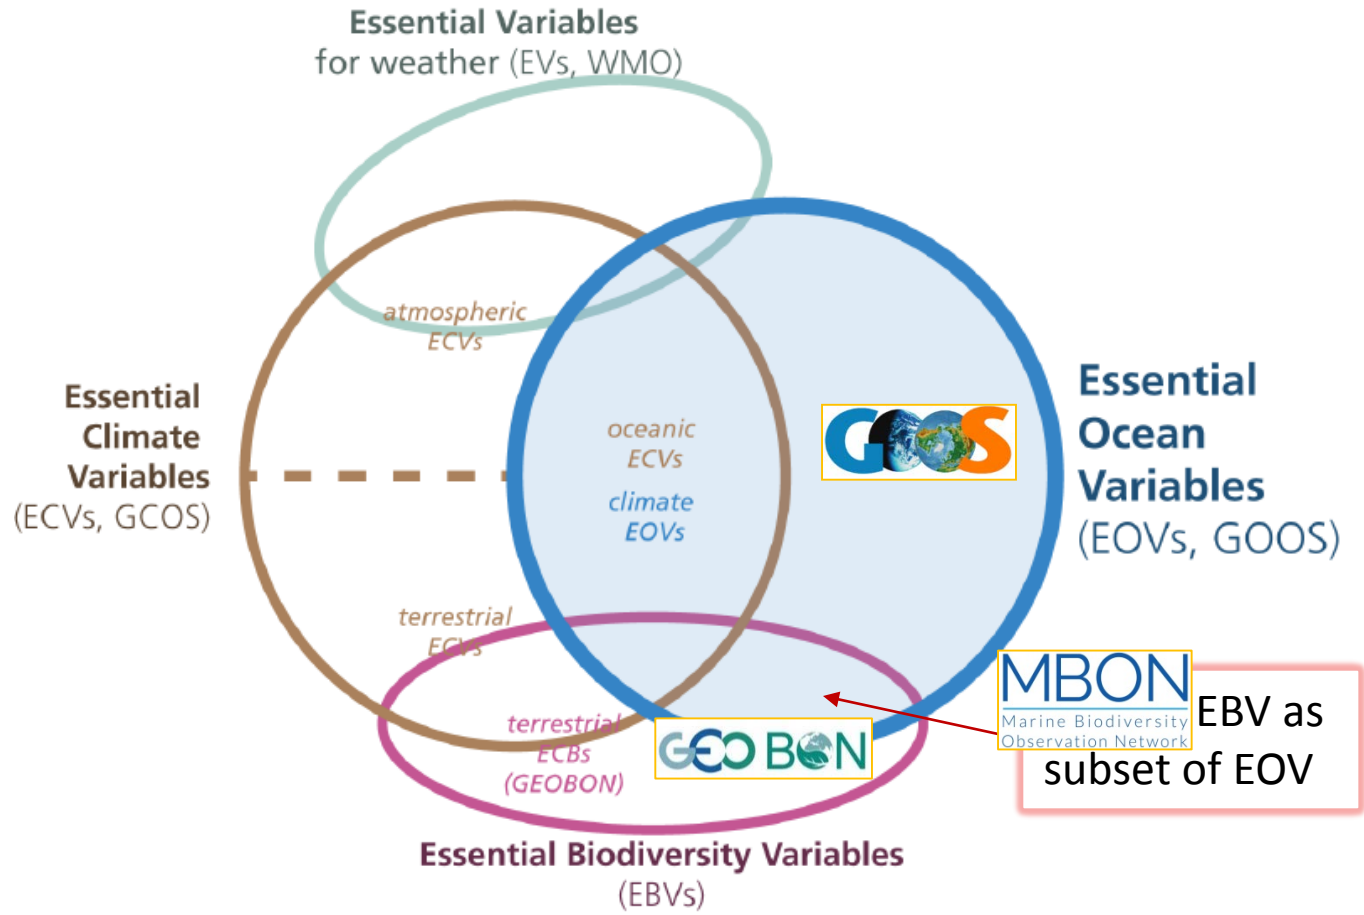 Essential Variables
for weather (EVs, WMO)
atmospheric
ECVs
Essential
Climate
Variables
(ECVs, GCOS)
oceanic
ECVs
climate
EOVs
GOOS
Essential
Ocean
Variables
(EOVs, GOOS)
terrestrial
ECVs
terrestrial
ECBs
(GEOBON)
GEO BON
MBON
Marine Biodiversity
Observation Network
EBV as
subset of EOV
Essential Biodiversity Variables
(EBVs)